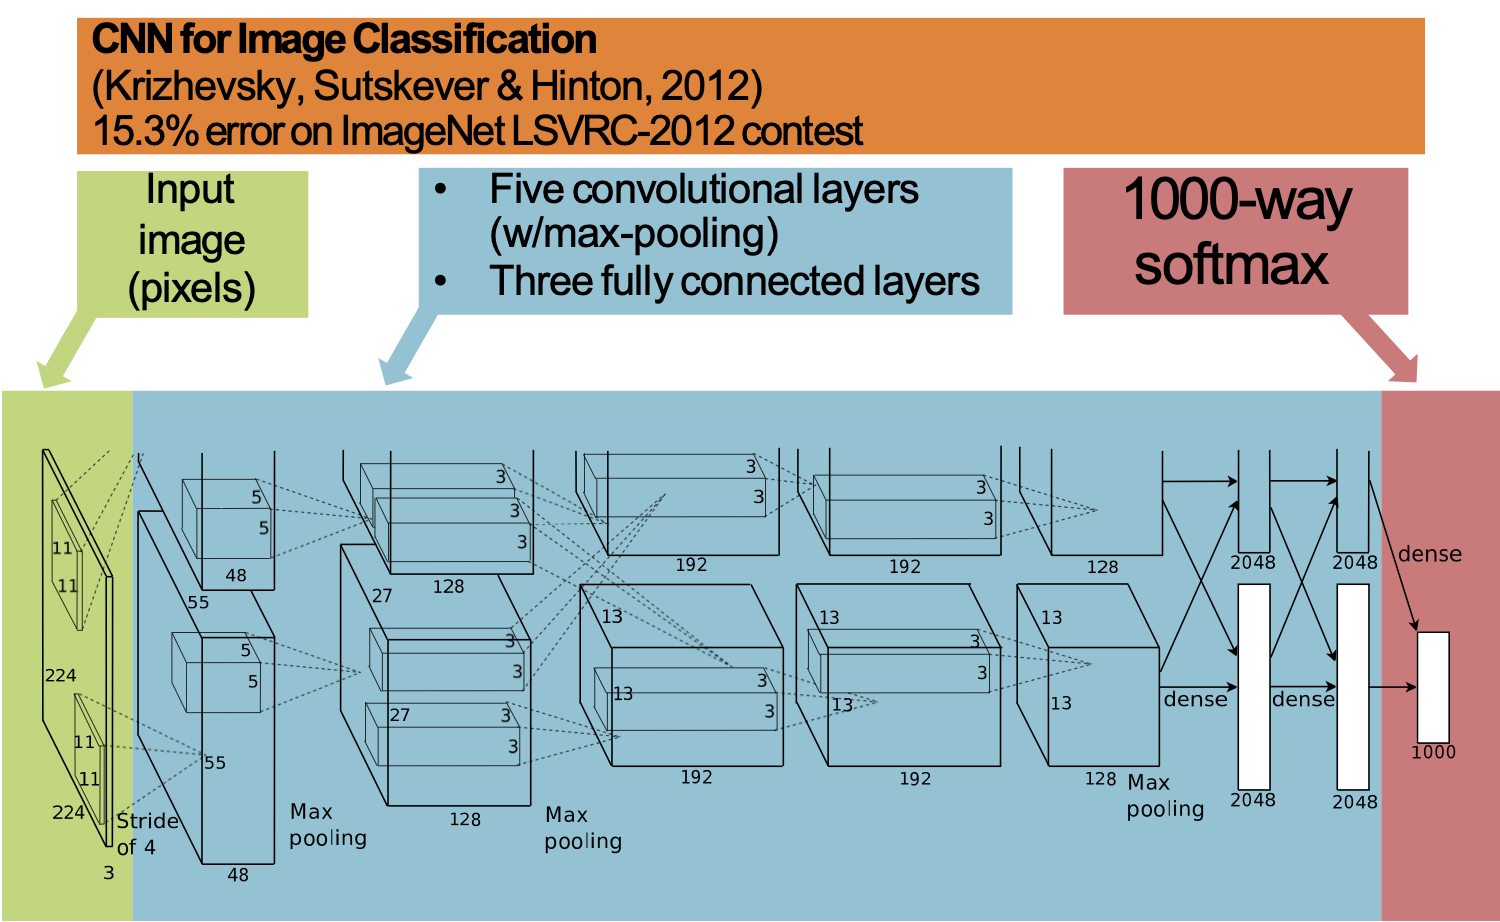 CNN for Image Classification
(Krizhevsky, Sutskever & Hinton, 2012)
15.3% error on ImageNet LSVRC-2012 contest
Input
image
(pixels)
• Five convolutional layers
(w/max-pooling)
• Three fully connected layers
1000-way
softmax
11
11
224
11
11
224
3
Stride
of 4
5
5
48
55
5
5
55
48
Max
pooling
3
3
3
128
27
3
3
27
3
3
128
Max
pooling
3
3
192
13
3
3
13
192
3
3
192
13
3
3
13
192
128
13
13
128
Max
pooling
2048
2048
dense
dense
dense
2048
2048
1000